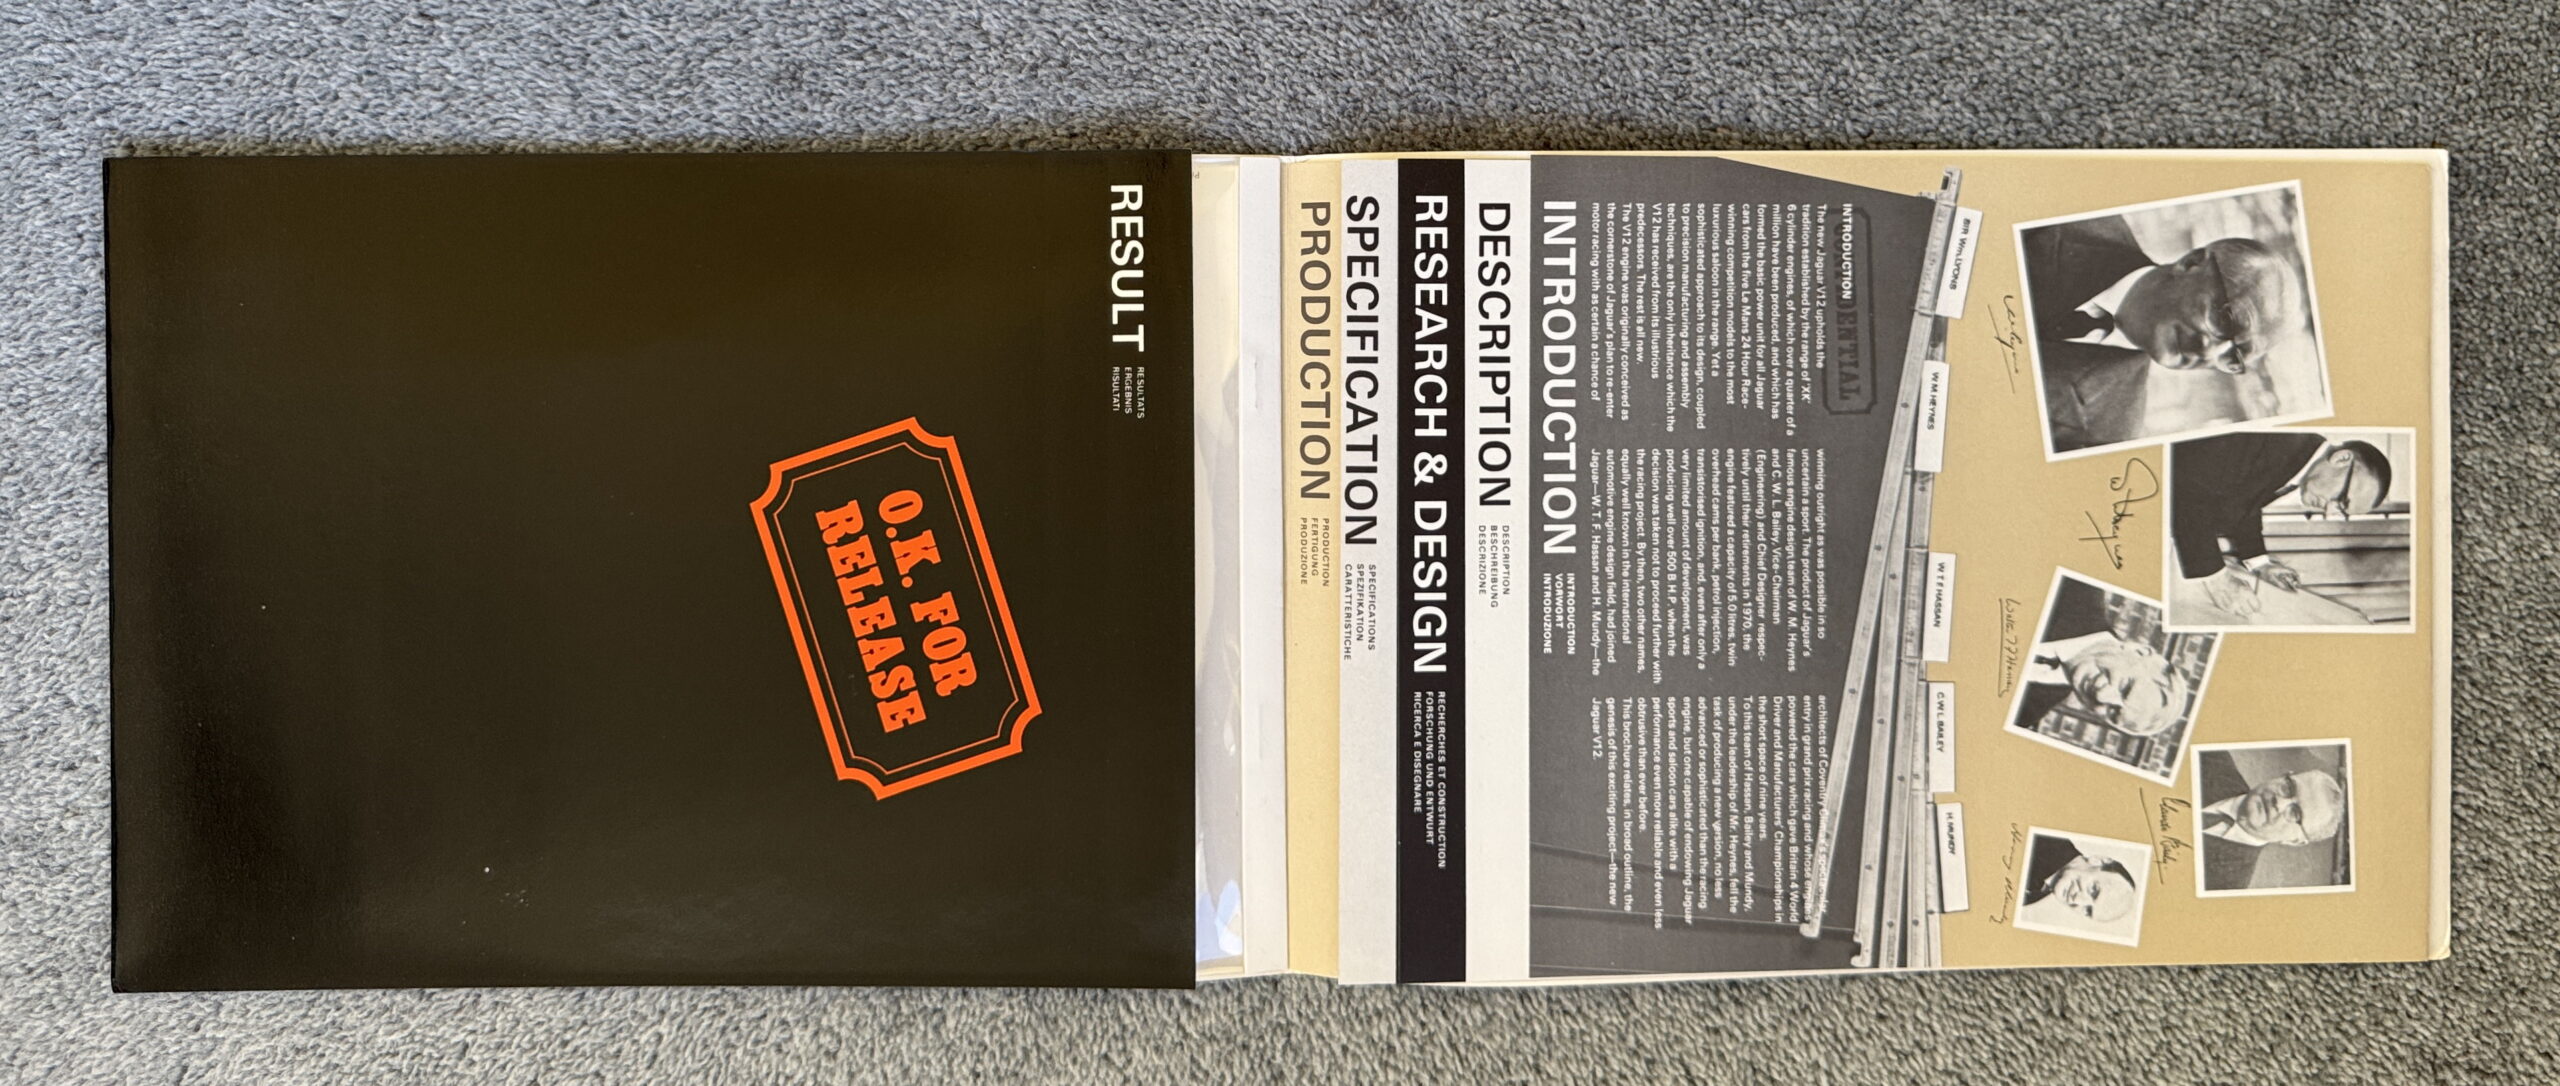 SIR Wm. LYONS
W.M. HEYNES
W.T.F. HASSAN
C.W.L. BAILEY
H. MUNDY
INTRODUCTION
The new Jaguar V12 upholds the
tradition established by the range of 'XK'
6 cylinder engines, of which over a quarter of a
million have been produced, and which has
formed the basic power unit for all Jaguar
cars from the five Le Mans 24 Hour Race-
winning competition models to the most
luxurious saloon in the range. Yet a
sophisticated approach to its design, coupled
to precision manufacturing and assembly
techniques, are the only inheritance which the
V12 has received from its illustrious
predecessors. The rest is all new.
The V12 engine was originally conceived as
the cornerstone of Jaguar's plan to re-enter
motor racing with as certain a chance of
winning outright as was possible in so
uncertain a sport. The product of Jaguar's
famous engine design team of W. M. Heynes
and C. W. L. Bailey, Vice-Chairman
(Engineering) and Chief Designer respec-
tively until their retirements in 1970, the
engine featured a capacity of 5.0 litres, twin
overhead cams per bank, petrol injection,
transistorised ignition, and, even after only a
very limited amount of development, was
producing well over 500 B.H.P. when the
decision was taken not to proceed further with
the racing project. By then, two other names,
equally well known in the international
automotive engine design field, had joined
Jaguar—W. T. F. Hassan and H. Mundy—the
architects of Coventry Climax's spectacular
entry in grand prix racing and whose engines
powered the cars which gave Britain 4 World
Driver and Manufacturers' Championships in
the short space of nine years.
To this team of Hassan, Bailey and Mundy,
under the leadership of Mr. Heynes, fell the
task of producing a new version, no less
advanced or sophisticated than the racing
engine, but one capable of endowing Jaguar
sports and saloon cars alike with a
performance even more reliable and even less
obtrusive than ever before.
This brochure relates, in broad outline, the
genesis of this exciting project—the new
Jaguar V12.
INTRODUCTION
INTRODUCTION
VORWORT
INTRODUZIONE
DESCRIPTION
DESCRIPTION
BESCHREIBUNG
DESCRIZIONE
RESEARCH & DESIGN
RECHERCHES ET CONSTRUCTION
FORSCHUNG UND ENTWURT
RICERCA E DISEGNARE
SPECIFICATION
SPECIFICATIONS
SPEZIFIKATION
CARATTERISTICHE
PRODUCTION
PRODUCTION
FERTIGUNG
PRODUZIONE
RESULT
RESULTATS
ERGEBNIS
RISULTATI
O.K. FOR
RELEASE